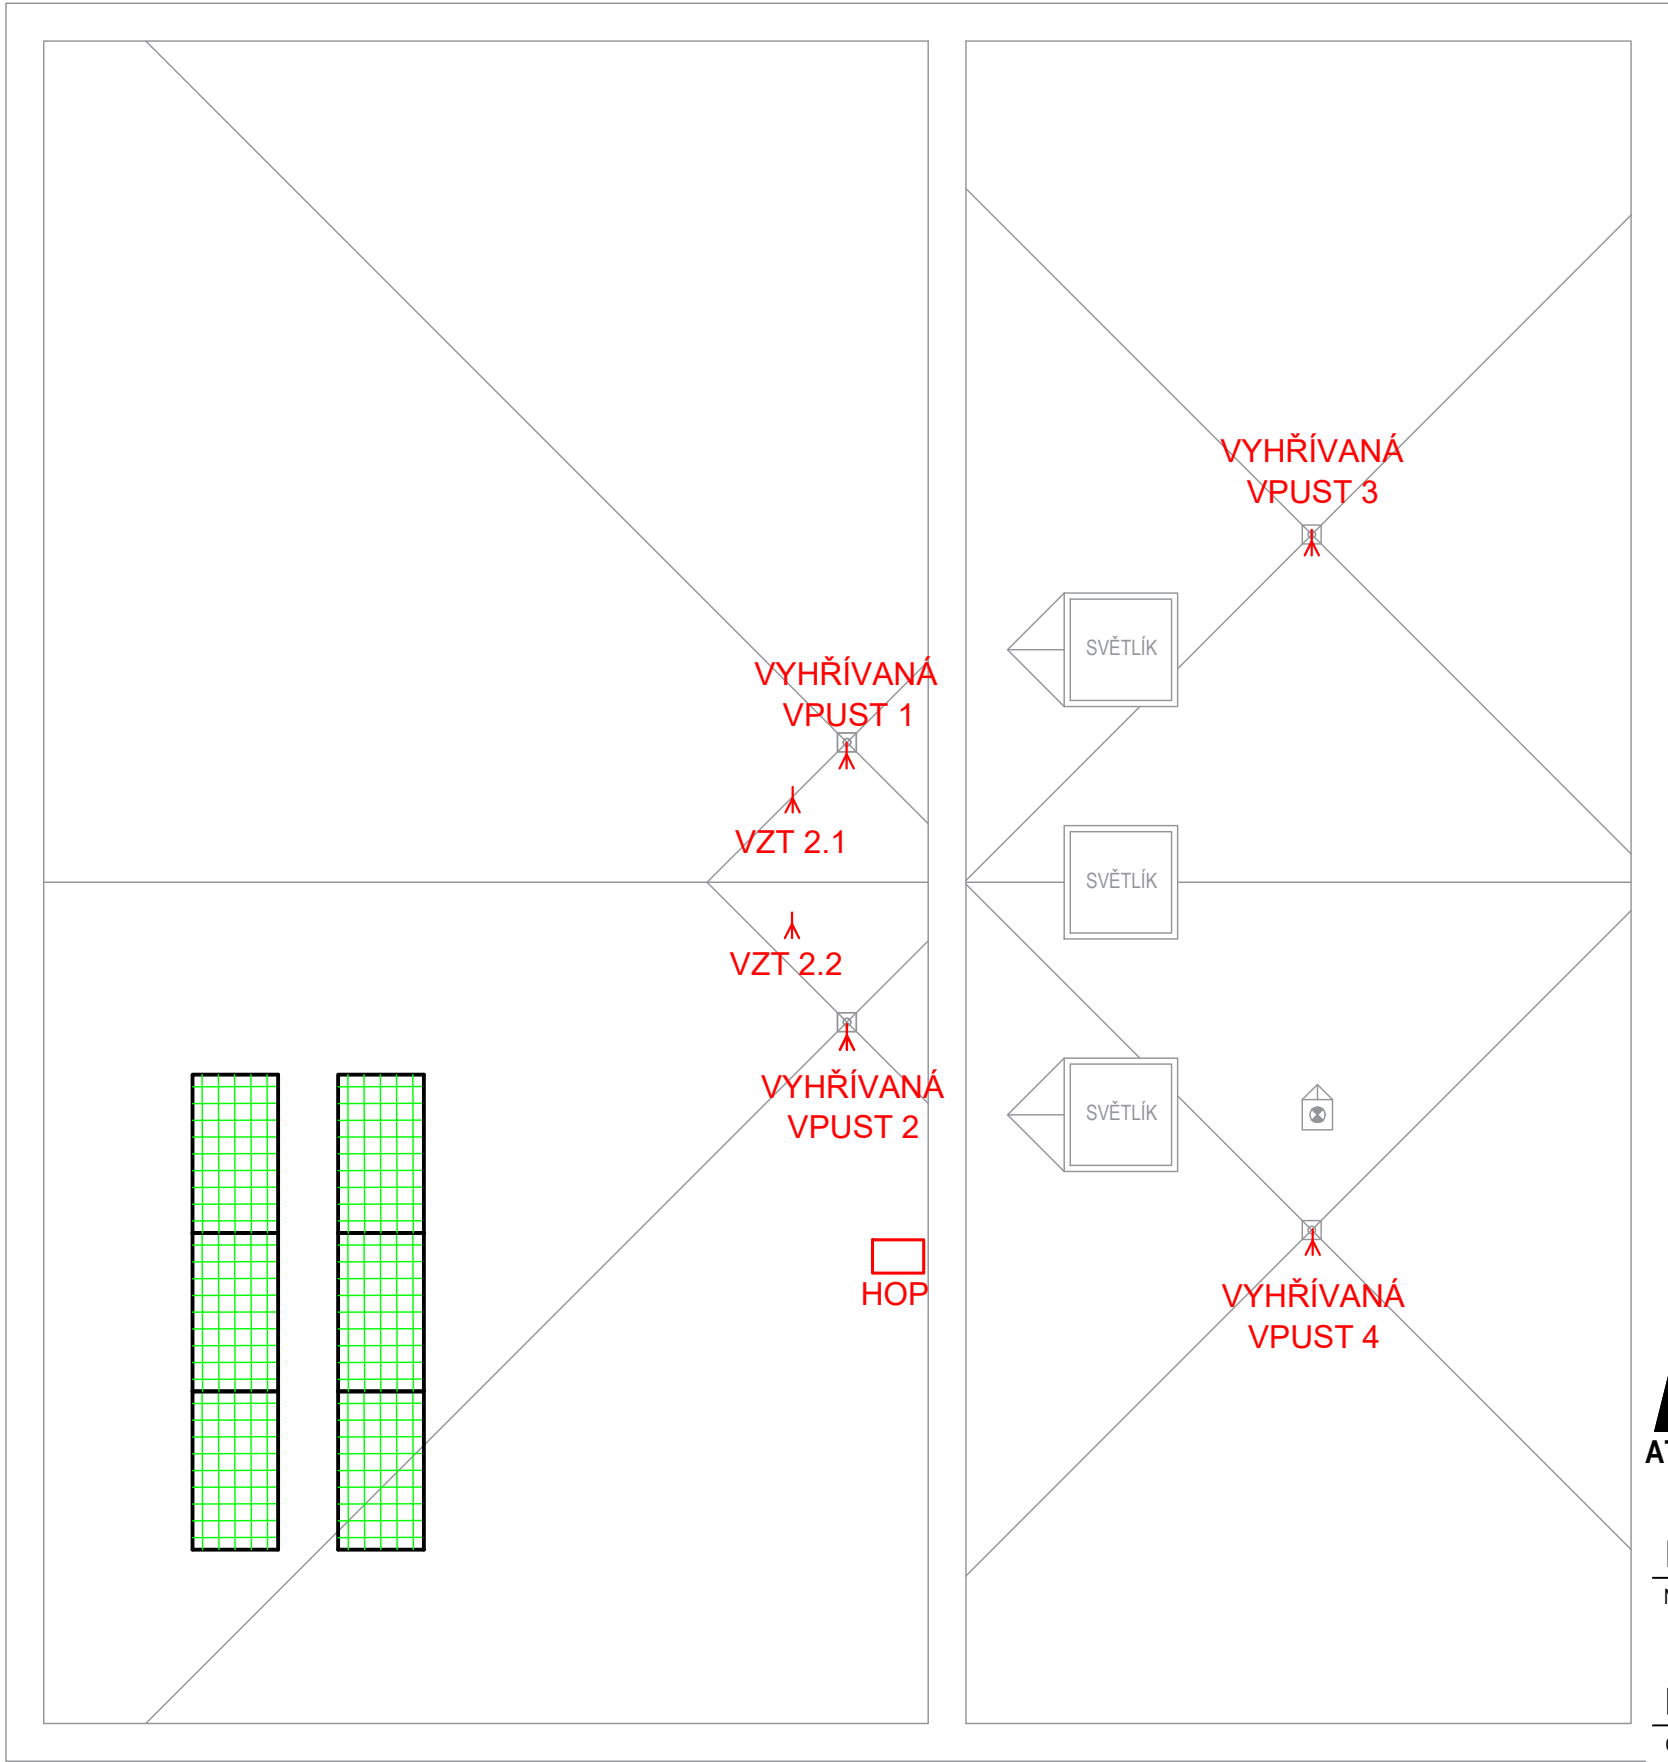 VYHŘÍVANÁ
VPUST 3
SVĚTLÍK
VYHŘÍVANÁ
VPUST 1
VZT 2.1
SVĚTLÍK
VZT 2.2
VYHŘÍVANÁ
VPUST 2
SVĚTLÍK
HOP
VYHŘÍVANÁ
VPUST 4